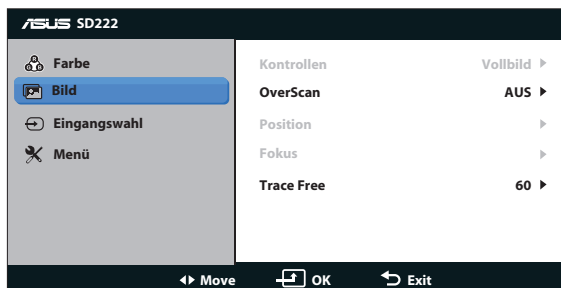 ASUS SD222
Farbe
Bild
Eingangswahl
Menü
Kontrollen Vollbild
OverScan AUS
Position
Fokus
Trace Free 60
Move OK Exit